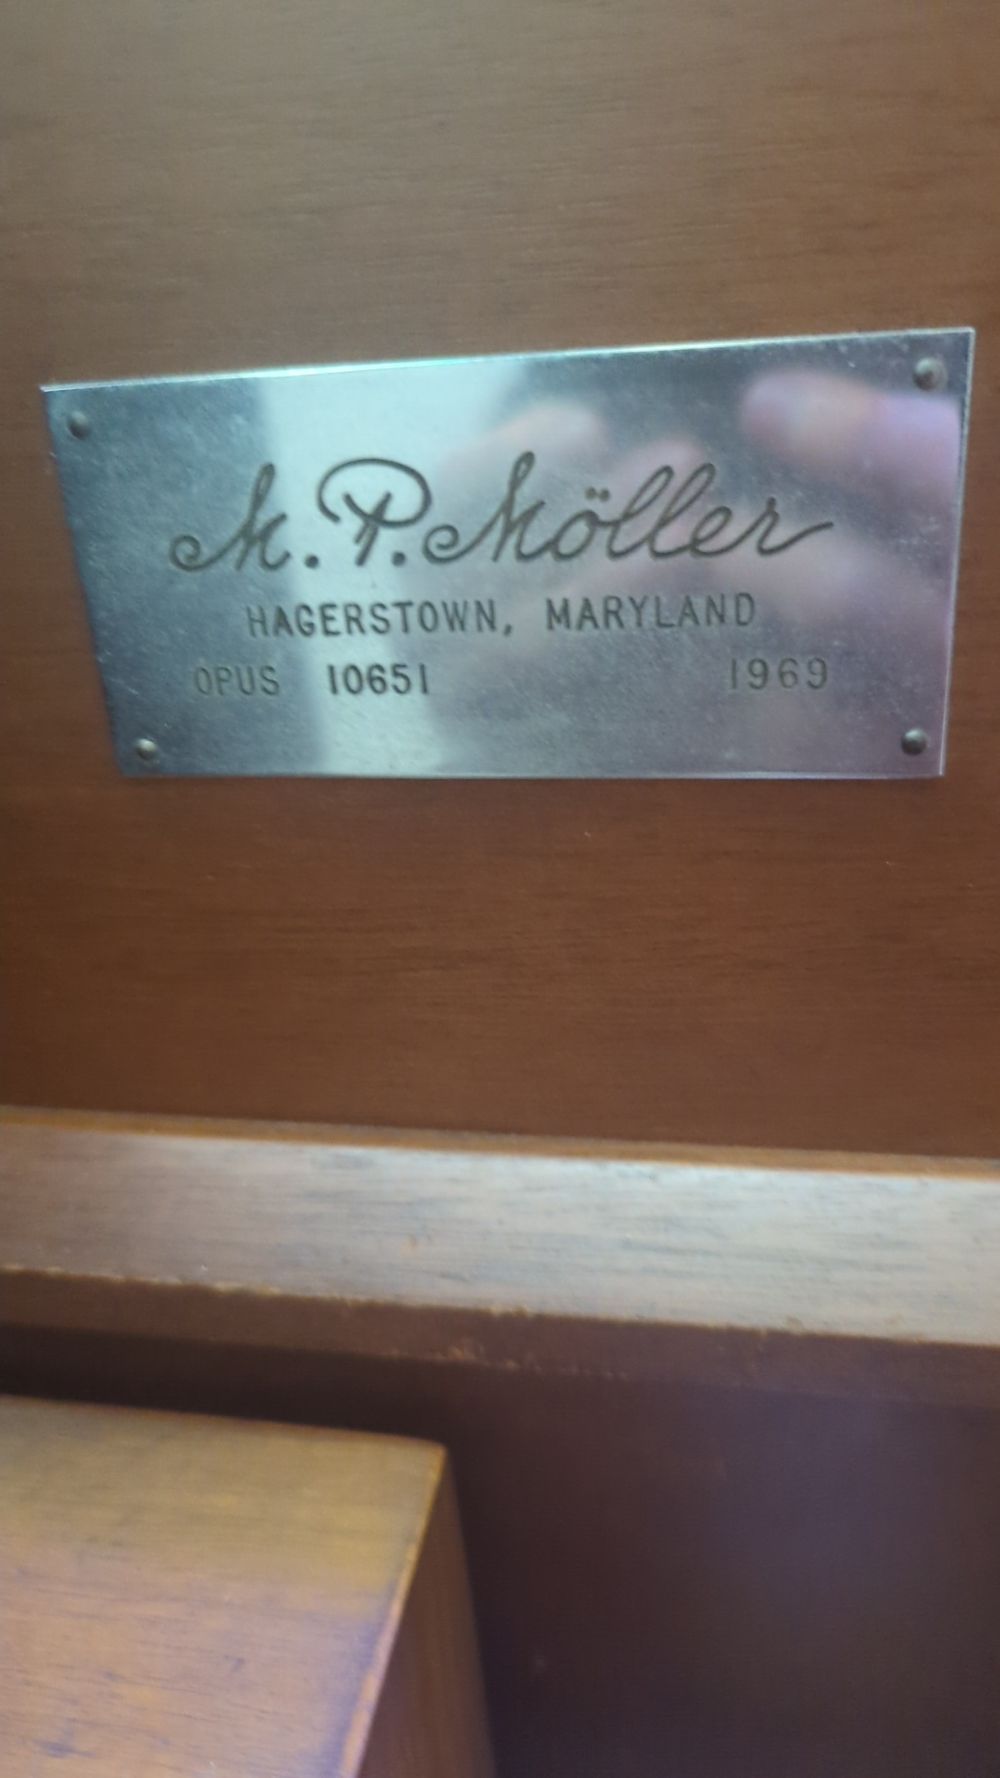 M. P. Möller
HAGERSTOWN, MARYLAND
OPUS 10651 1969